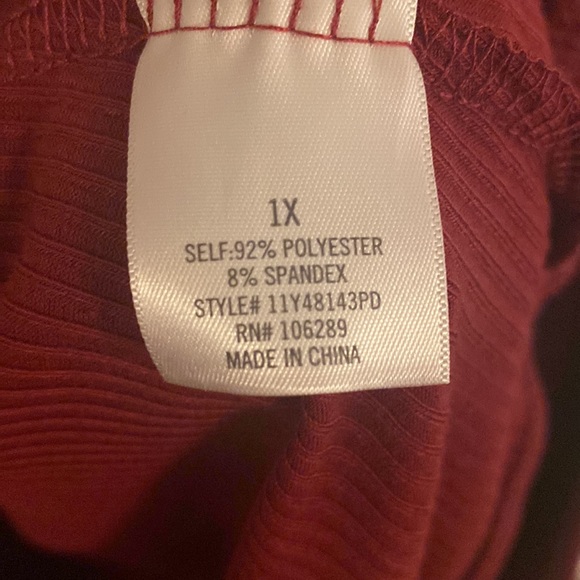 1X
SELF:92% POLYESTER
8% SPANDEX
STYLE# 11Y48143PD
RN# 106289
MADE IN CHINA